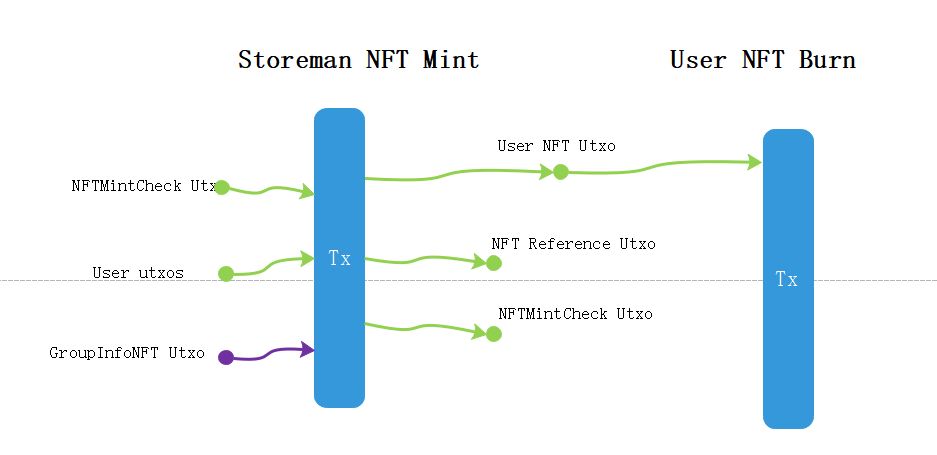 Storeman NFT Mint
User NFT Burn
User NFT Utxo
NFTMintCheck Utx
NFT Reference Utxo
Tx
User utxos
Tx
NFTMintCheck Utxo
GroupInfoNFT Utxo